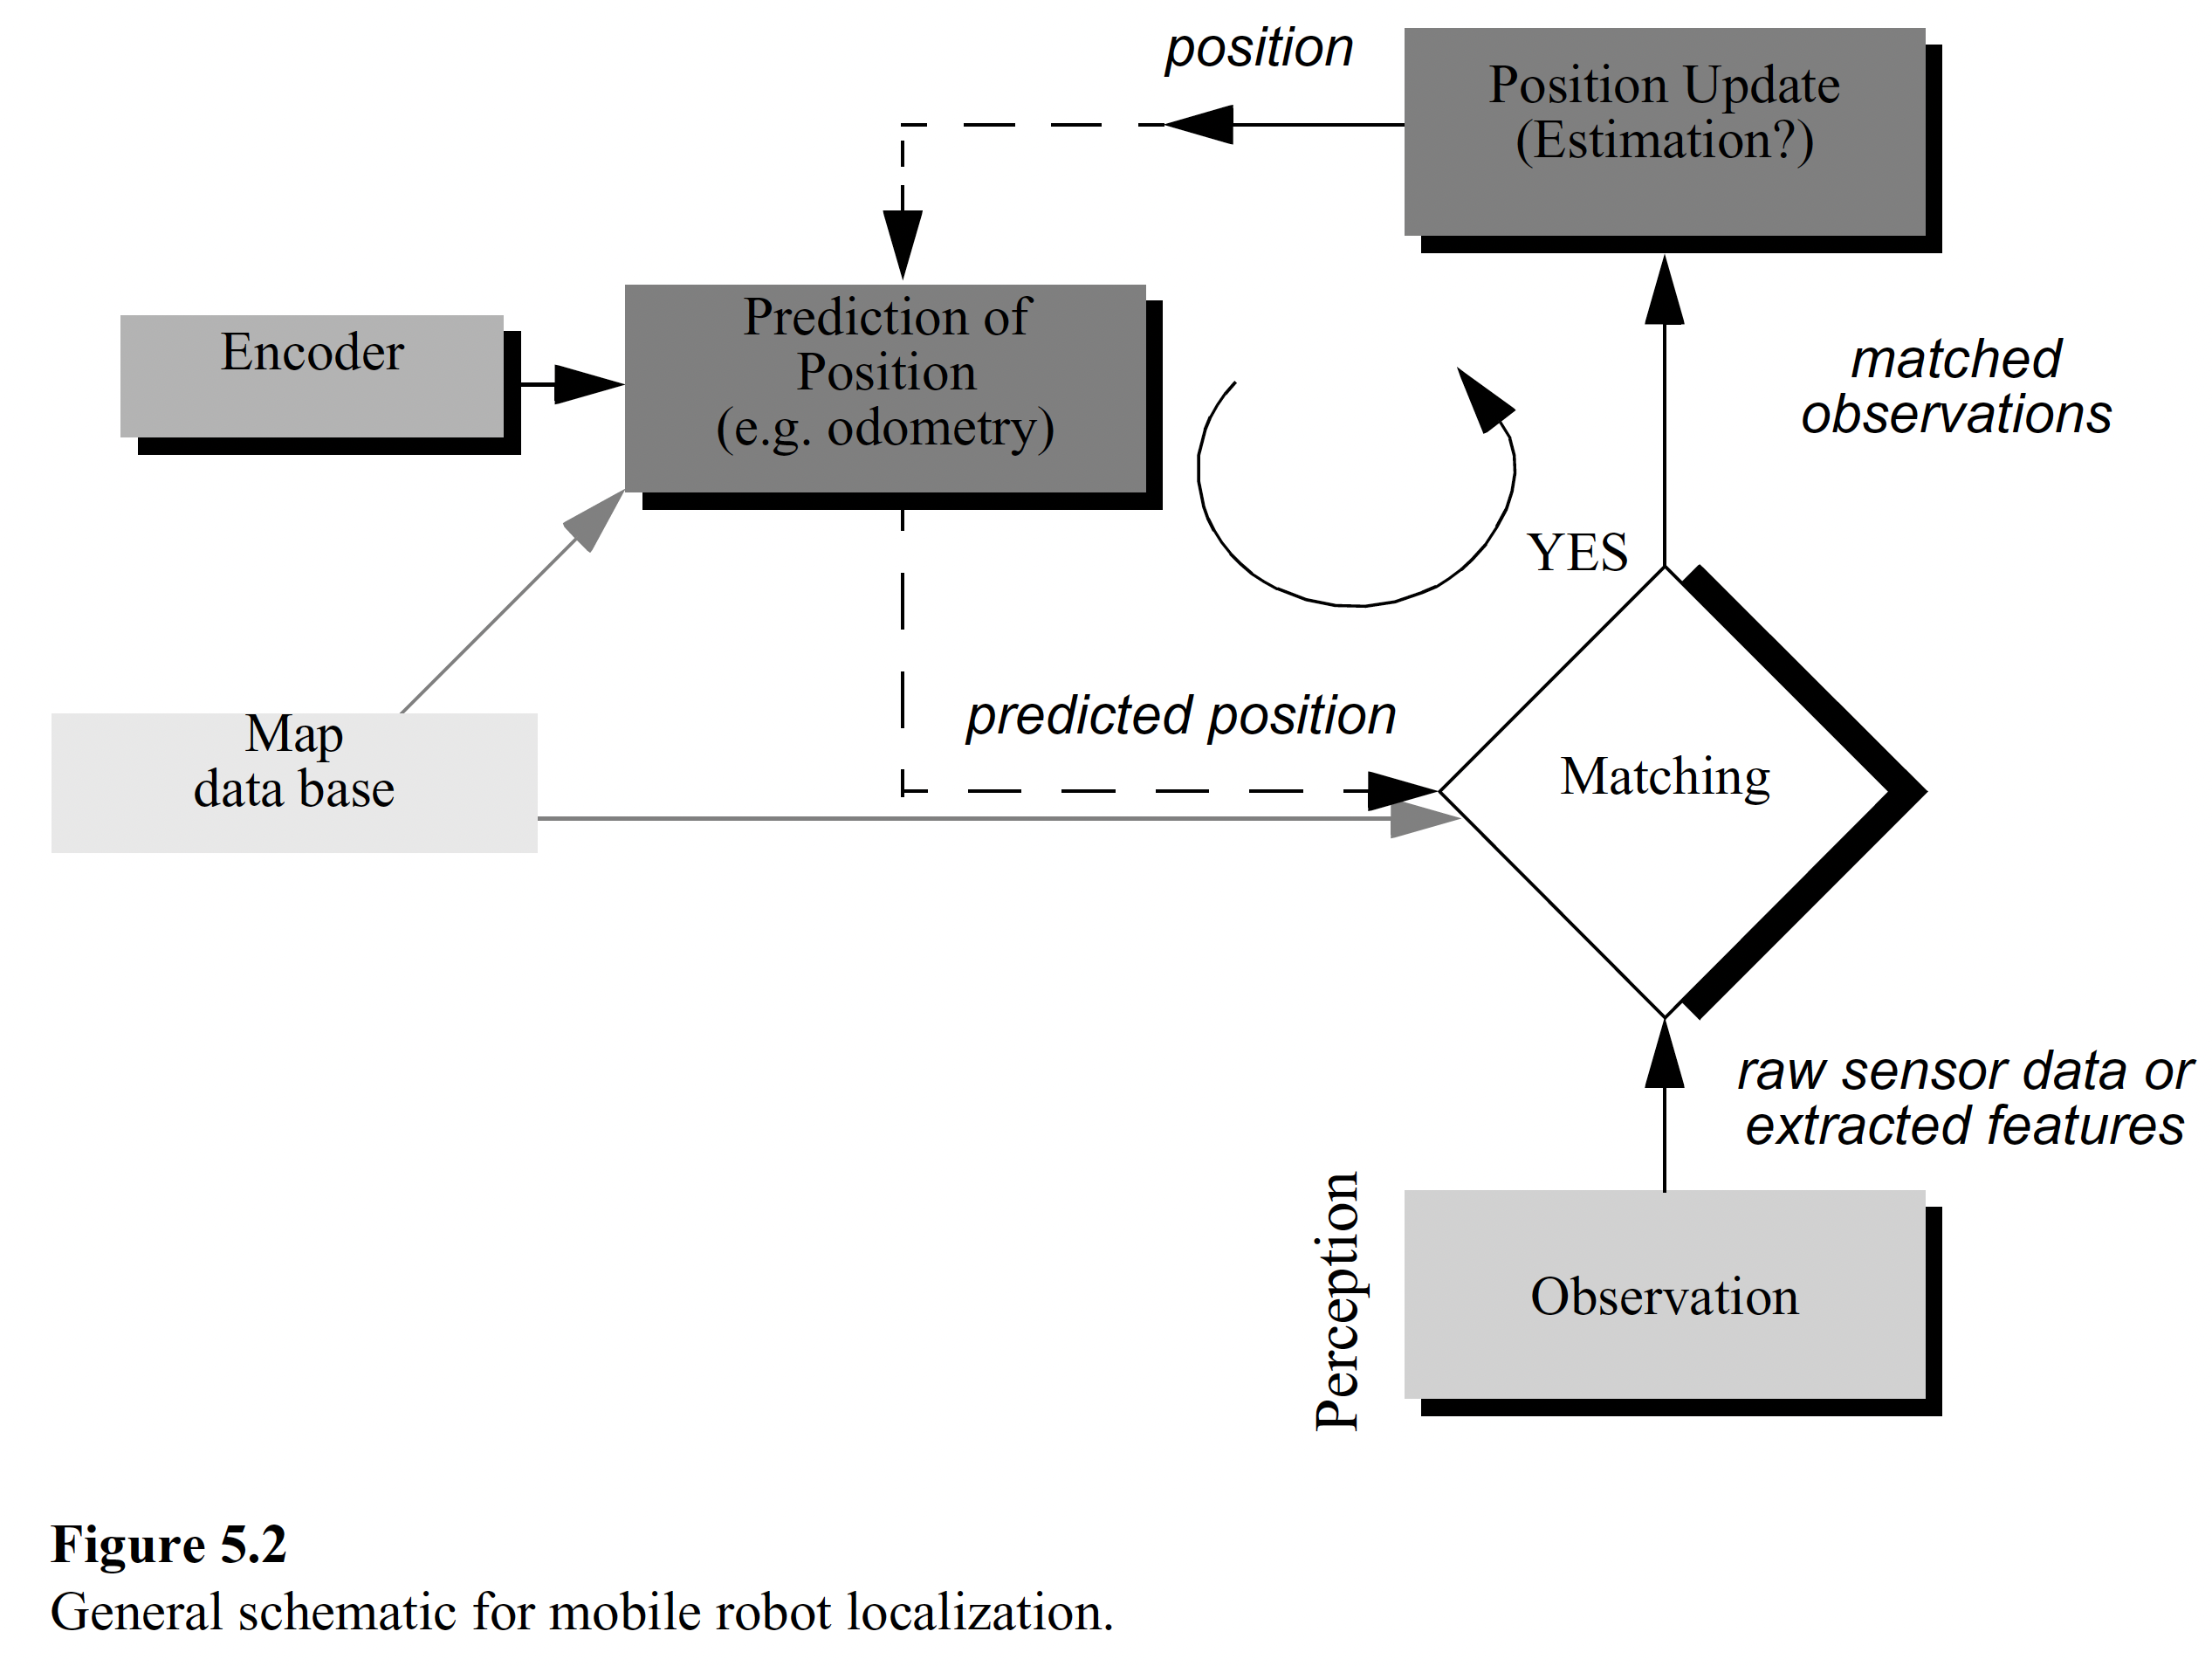 position
Position Update
(Estimation?)
Encoder
Prediction of
Position
(e.g. odometry)
matched
observations
YES
predicted position
Map
data base
Matching
raw sensor data or
extracted features
Perception
Observation
Figure 5.2
General schematic for mobile robot localization.